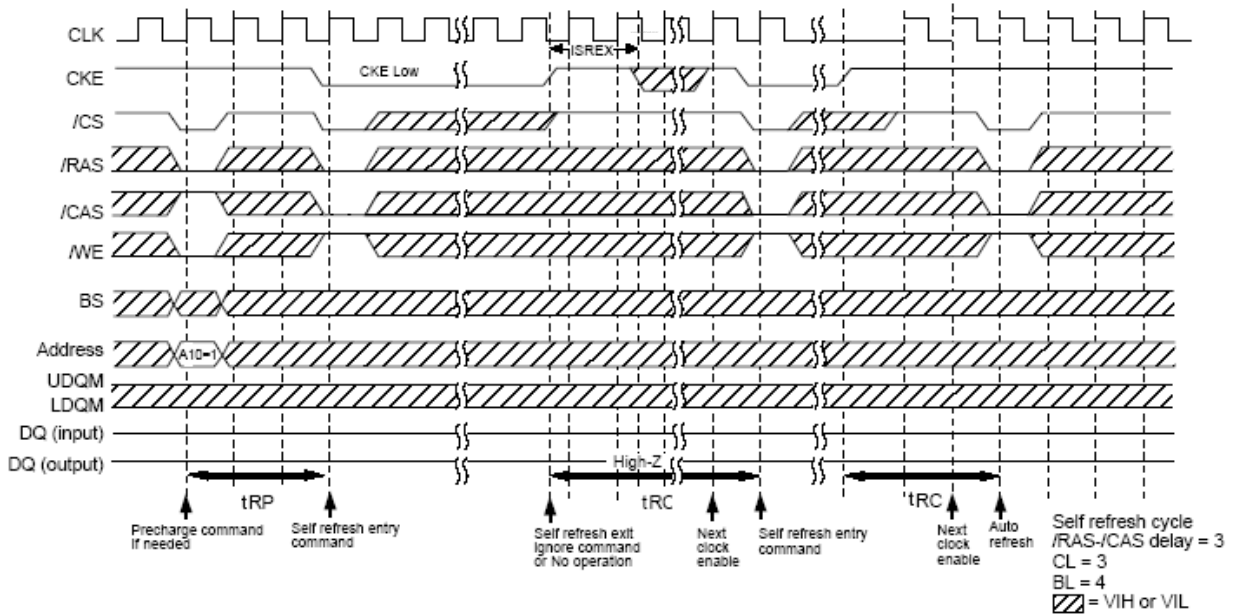 CLK
ISREX
CKE
CKE Low
/CS
/RAS
/CAS
/WE
BS
Address
A10=1
UDQM
LDQM
DQ (input)
DQ (output)
High-Z
tRP
tRC
tRC
Precharge command
If needed
Self refresh entry
command
Self refresh exit
Ignore command
or No operation
Next
clock
enable
Self refresh entry
command
Next
clock
enable
Auto
refresh
Self refresh cycle
/RAS-/CAS delay = 3
CL = 3
BL = 4
= VIH or VIL